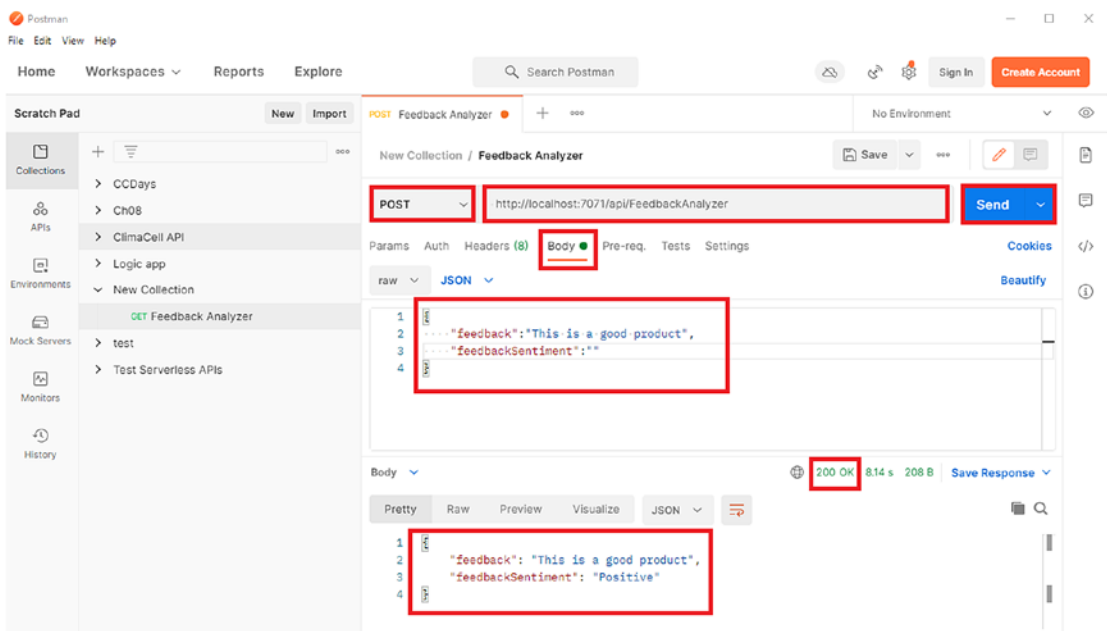 Postman
File Edit View Help
Home Workspaces Reports Explore Search Postman Sign In Create Account
Scratch Pad New Import POST Feedback Analyzer No Environment
Collections
APIs
Environments
Mock Servers
Monitors
History
CCDays
Ch08
ClimaCell API
Logic app
New Collection
GET Feedback Analyzer
test
Test Serverless APIs
New Collection / Feedback Analyzer Save
POST http://localhost:7071/api/FeedbackAnalyzer Send
Params Auth Headers (8) Body Pre-req. Tests Settings Cookies
raw JSON Beautify
1 {
2 "feedback":"This is a good product",
3 "feedbackSentiment":""
4 }
Body 200 OK 8.14 s 208 B Save Response
Pretty Raw Preview Visualize JSON
1 {
2 "feedback": "This is a good product",
3 "feedbackSentiment": "Positive"
4 }